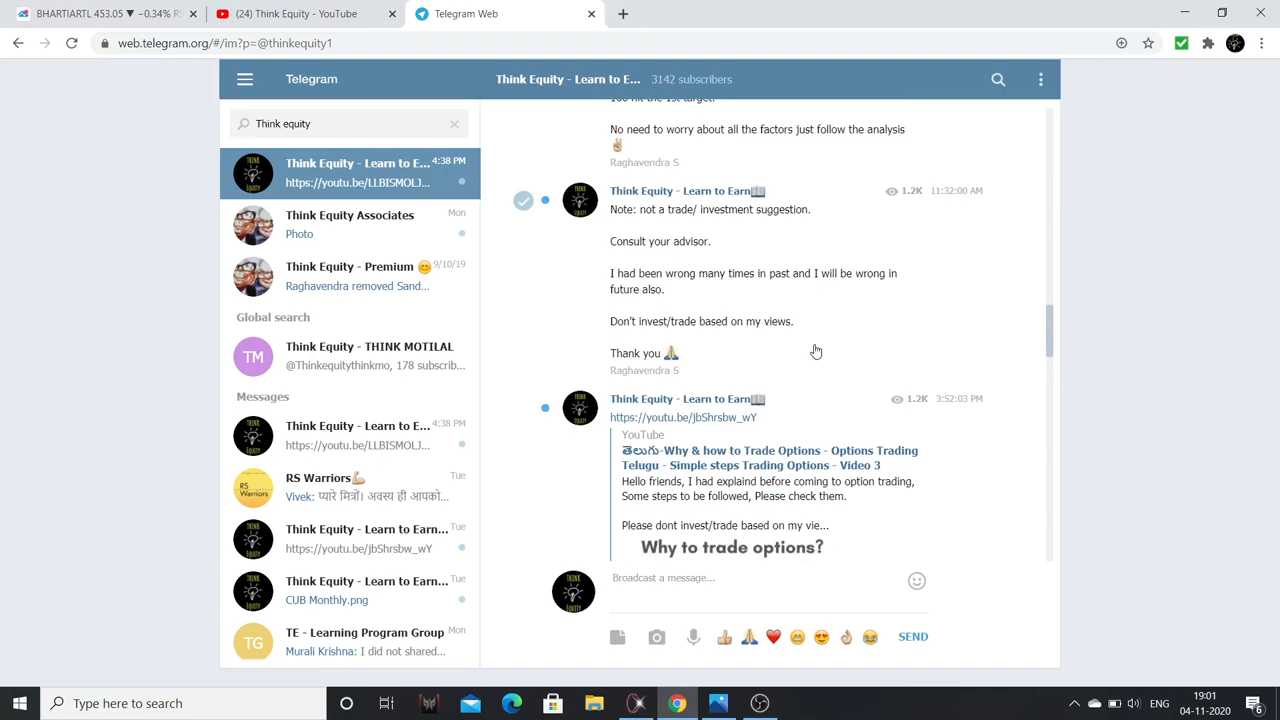 BHARTIARTL 453.05 ▼ −0.34% R
(30) Think Equity - YouTube
Telegram Web
web.telegram.org/#/im?p=@thinkequity1
Telegram
Think Equity - Learn to E... 3142 subscribers
Think equity
Think Equity - Learn to E... 4:38 PM
https://youtu.be/LLBISMOLJ...
Think Equity Associates Mon
Photo
Think Equity - Premium 😊 9/10/19
Raghavendra removed Sand...
Global search
TM
Think Equity - THINK MOTILAL
@Thinkequitythinkmo, 178 subscrib...
Messages
Think Equity - Learn to E... 4:38 PM
https://youtu.be/LLBISMOLJ...
RS Warriors💪🏼 Tue
Vivek: प्यारे मित्रों। अवस्य ही आपको...
Think Equity - Learn to Earn... Tue
https://youtu.be/jbShrsbw_wY
Think Equity - Learn to Earn... Tue
CUB Monthly.png
TG
TE - Learning Program Group Mon
Murali Krishna: I did not shared...
100 hit the 1st target.
No need to worry about all the factors just follow the analysis
✌🏼
Raghavendra S
Think Equity - Learn to Earn📖 1.2K 11:32:00 AM
Note: not a trade/ investment suggestion.
Consult your advisor.
I had been wrong many times in past and I will be wrong in
future also.
Don't invest/trade based on my views.
Thank you 🙏🏼
Raghavendra S
Think Equity - Learn to Earn📖 1.2K 3:52:03 PM
https://youtu.be/jbShrsbw_wY
YouTube
తెలుగు-Why & how to Trade Options - Options Trading
Telugu - Simple steps Trading Options - Video 3
Hello friends, I had explaind before coming to option trading,
Some steps to be followed, Please check them.
Please dont invest/trade based on my vie...
Why to trade options?
Broadcast a message...
SEND
Type here to search
19:01
04-11-2020
6